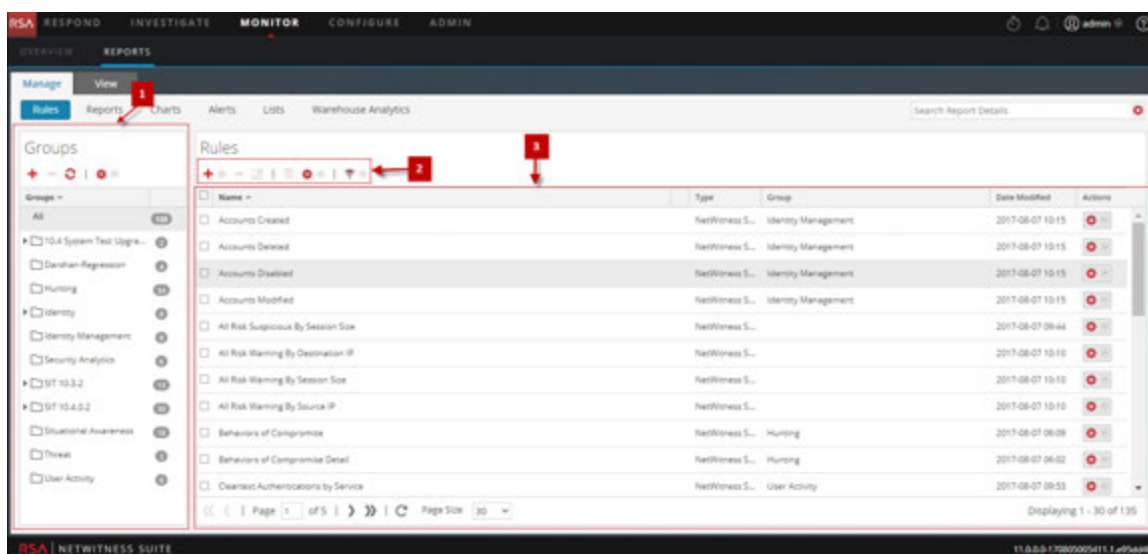 RSA RESPOND INVESTIGATE MONITOR CONFIGURE ADMIN admin
OVERVIEW REPORTS
Manage View
1
Rules Reports Charts Alerts Lists Warehouse Analytics Search Report Details
Groups
Rules
3
2
Groups
Name Type Group Date Modified Actions
All
Accounts Created NetWitness S... Identity Management 2017-08-07 10:15
10.4 System Test Upgra...
Accounts Deleted NetWitness S... Identity Management 2017-08-07 10:15
Darshan-Regression
Accounts Disabled NetWitness S... Identity Management 2017-08-07 10:15
Hunting
Accounts Modified NetWitness S... Identity Management 2017-08-07 10:15
Identity
All Risk Suspicious By Session Size NetWitness S... 2017-08-07 09:44
Identity Management
All Risk Warning By Destination IP NetWitness S... 2017-08-07 10:10
Security Analytics
All Risk Warning By Session Size NetWitness S... 2017-08-07 10:10
SIT 10.3.2
All Risk Warning By Source IP NetWitness S... 2017-08-07 10:10
SIT 10.4.0.2
Behaviors of Compromise NetWitness S... Hunting 2017-08-07 06:09
Situational Awareness
Behaviors of Compromise Detail NetWitness S... Hunting 2017-08-07 06:02
Threat
Cleartext Authentications by Service NetWitness S... User Activity 2017-08-07 09:53
User Activity
Page 1 of 5 Page Size 30 Displaying 1 - 30 of 135
RSA NETWITNESS SUITE